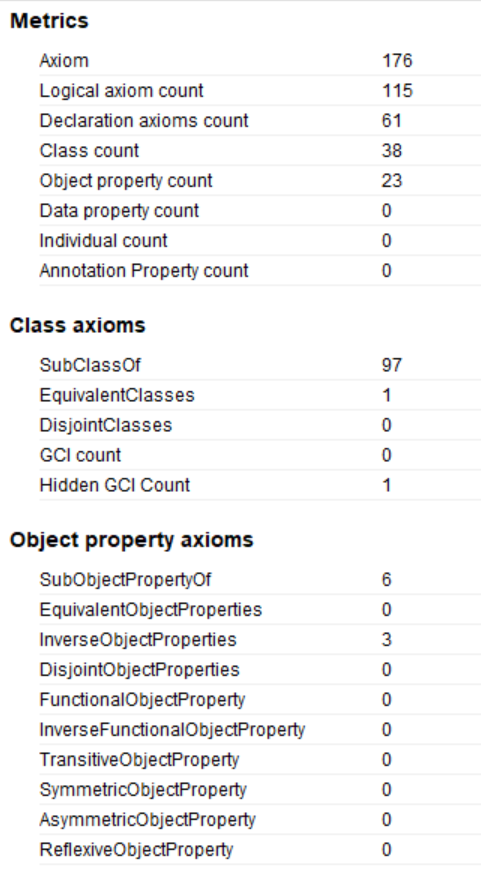 Metrics
Axiom 176
Logical axiom count 115
Declaration axioms count 61
Class count 38
Object property count 23
Data property count 0
Individual count 0
Annotation Property count 0
Class axioms
SubClassOf 97
EquivalentClasses 1
DisjointClasses 0
GCI count 0
Hidden GCI Count 1
Object property axioms
SubObjectPropertyOf 6
EquivalentObjectProperties 0
InverseObjectProperties 3
DisjointObjectProperties 0
FunctionalObjectProperty 0
InverseFunctionalObjectProperty 0
TransitiveObjectProperty 0
SymmetricObjectProperty 0
AsymmetricObjectProperty 0
ReflexiveObjectProperty 0